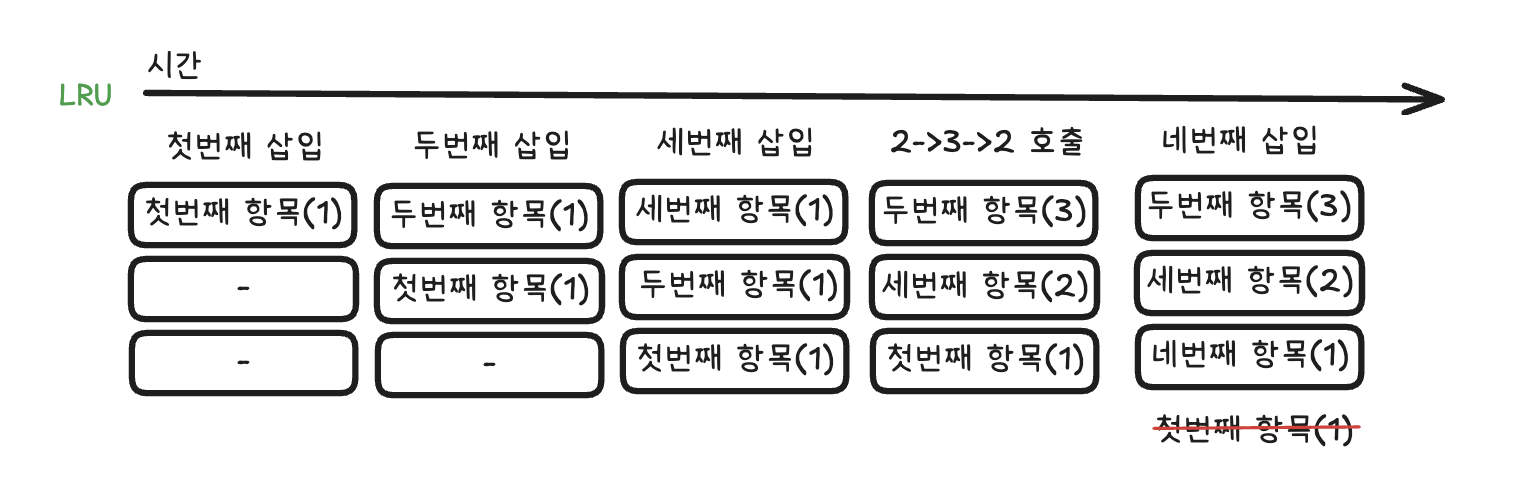 시간
LRU
첫번째 삽입
두번째 삽입
세번째 삽입
2->3->2 호출
네번째 삽입
첫번째 항목(1)
-
-
두번째 항목(1)
첫번째 항목(1)
-
세번째 항목(1)
두번째 항목(1)
첫번째 항목(1)
두번째 항목(3)
세번째 항목(2)
첫번째 항목(1)
두번째 항목(3)
세번째 항목(2)
네번째 항목(1)
첫번째 항목(1)